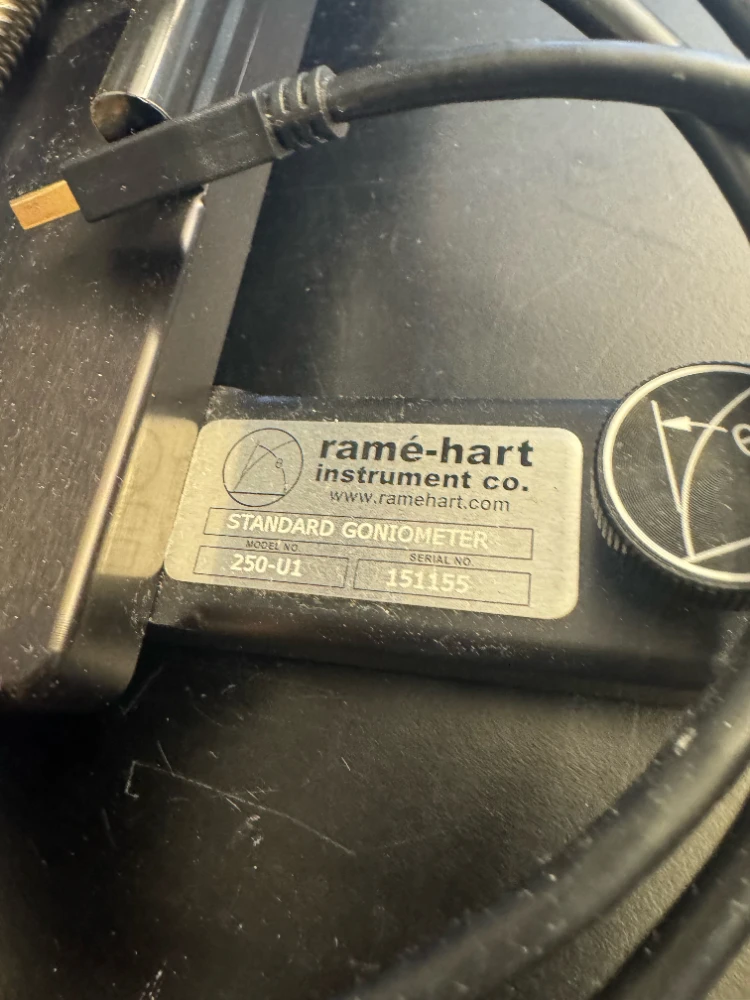 θ
ramé-hart
instrument co.
www.ramehart.com
STANDARD GONIOMETER
MODEL NO.
SERIAL NO.
250-U1
151155
θ